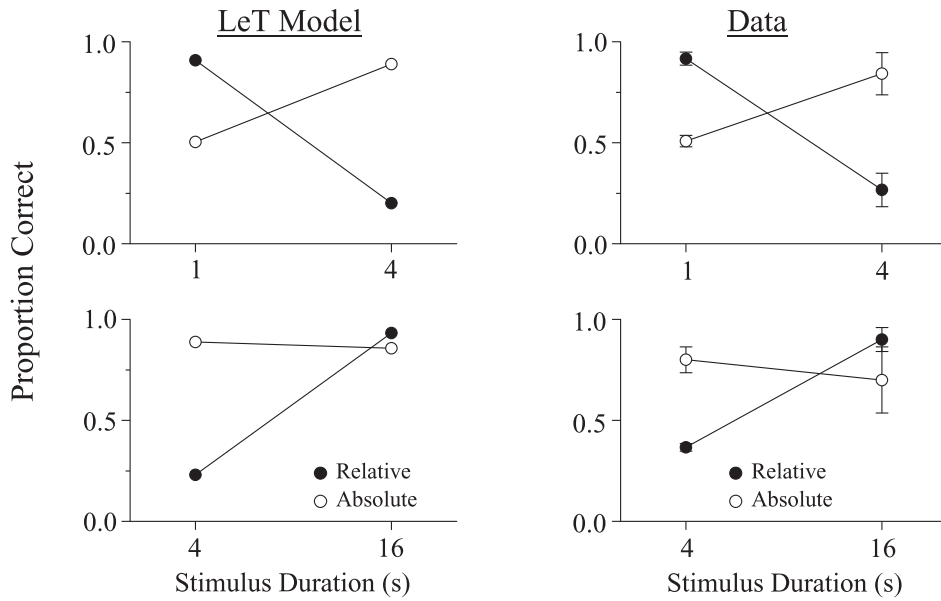 LeT Model
Data
Proportion Correct
1.0
0.5
0.0
1
4
1.0
0.5
0.0
1
4
1.0
0.5
0.0
4
16
Relative
Absolute
Stimulus Duration (s)
1.0
0.5
0.0
4
16
Relative
Absolute
Stimulus Duration (s)